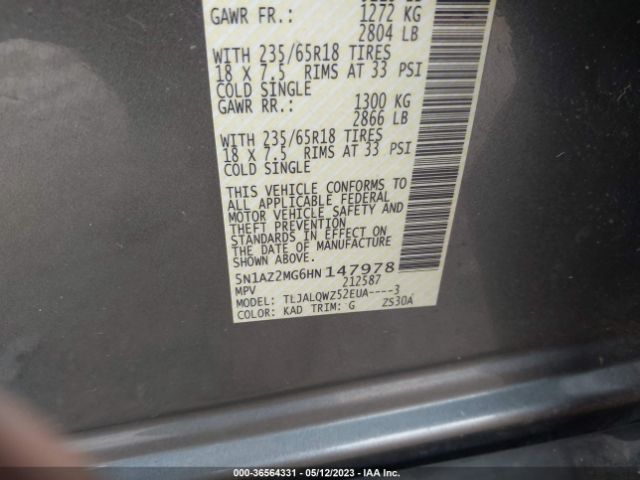 GAWR FR.: 1272 KG
2804 LB
WITH 235/65R18 TIRES
18 X 7.5 RIMS AT 33 PSI
COLD SINGLE
GAWR RR.: 1300 KG
2866 LB
WITH 235/65R18 TIRES
18 X 7.5 RIMS AT 33 PSI
COLD SINGLE
THIS VEHICLE CONFORMS TO
ALL APPLICABLE FEDERAL
MOTOR VEHICLE SAFETY AND
THEFT PREVENTION
STANDARDS IN EFFECT ON
THE DATE OF MANUFACTURE
SHOWN ABOVE.
5N1AZ2MG6HN147978
MPV 212587
MODEL: TLJALQWZ52EUA----3
COLOR: KAD TRIM: G ZS30A
000-36564331 - 05/12/2023 - IAA Inc.